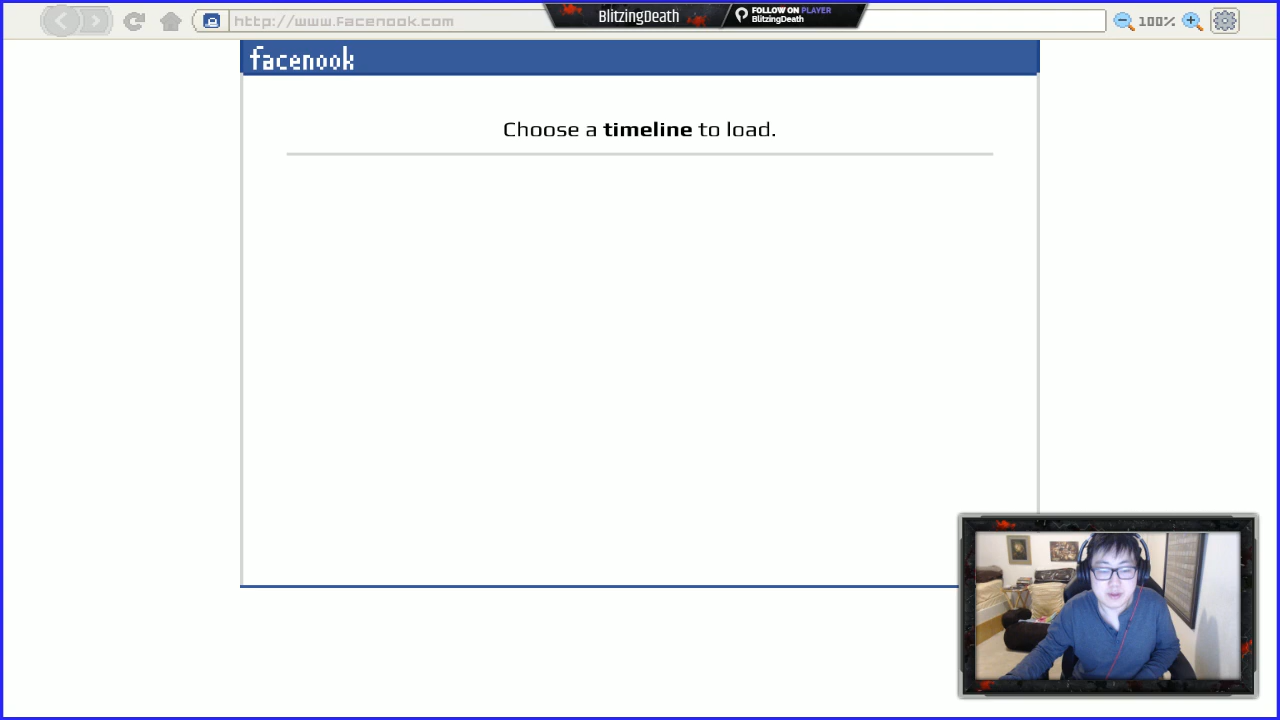 http://www.facenook.com
BlitzingDeath
FOLLOW ON PLAYER
BlitzingDeath
100%
facenook
Choose a timeline to load.